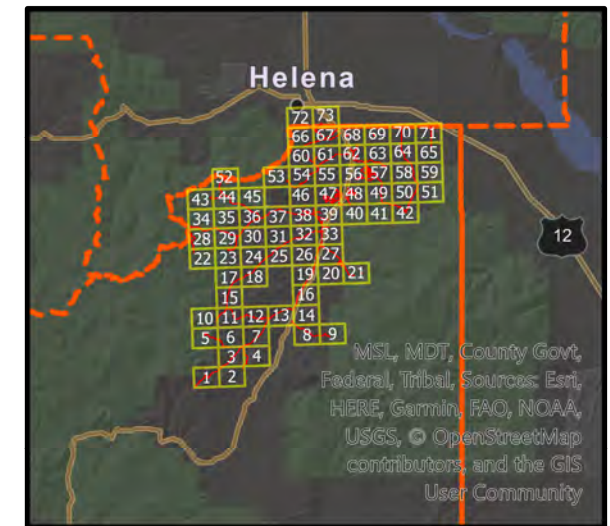 Helena
72 73
66 67 68 69 70 71
60 61 62 63 64 65
52 53 54 55 56 57 58 59
43 44 45 46 47 48 49 50 51
34 35 36 37 38 39 40 41 42
28 29 30 31 32 33
22 23 24 25 26 27
17 18 19 20 21
15 16
10 11 12 13 14
5 6 7 8 9
3 4
1 2
12
MSL, MDT, County Govt,
Federal, Tribal, Sources: Esri,
HERE, Garmin, FAO, NOAA,
USGS, © OpenStreetMap
contributors, and the GIS
User Community